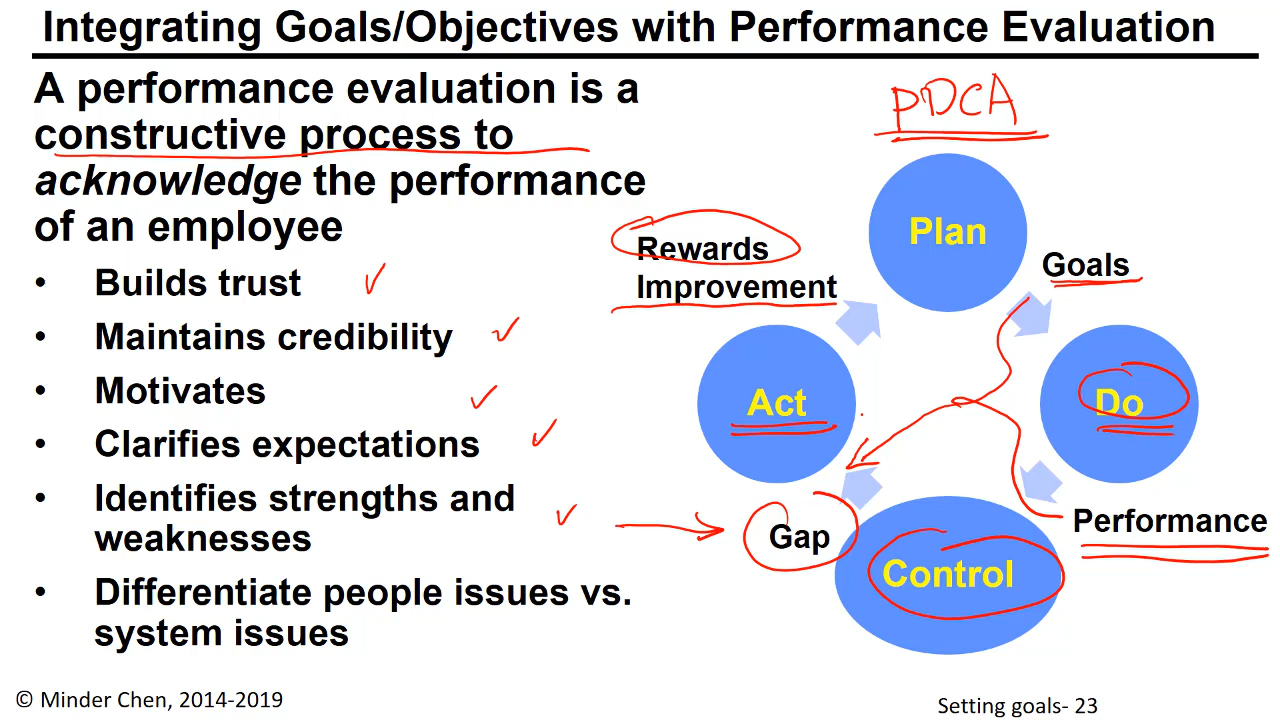 Integrating Goals/Objectives with Performance Evaluation
A performance evaluation is a
constructive process to
acknowledge the performance
of an employee
• Builds trust
• Maintains credibility
• Motivates
• Clarifies expectations
• Identifies strengths and
weaknesses
• Differentiate people issues vs.
system issues
PDCA
Plan
Goals
Do
Performance
Control
Gap
Act
Rewards
Improvement
© Minder Chen, 2014-2019
Setting goals- 23